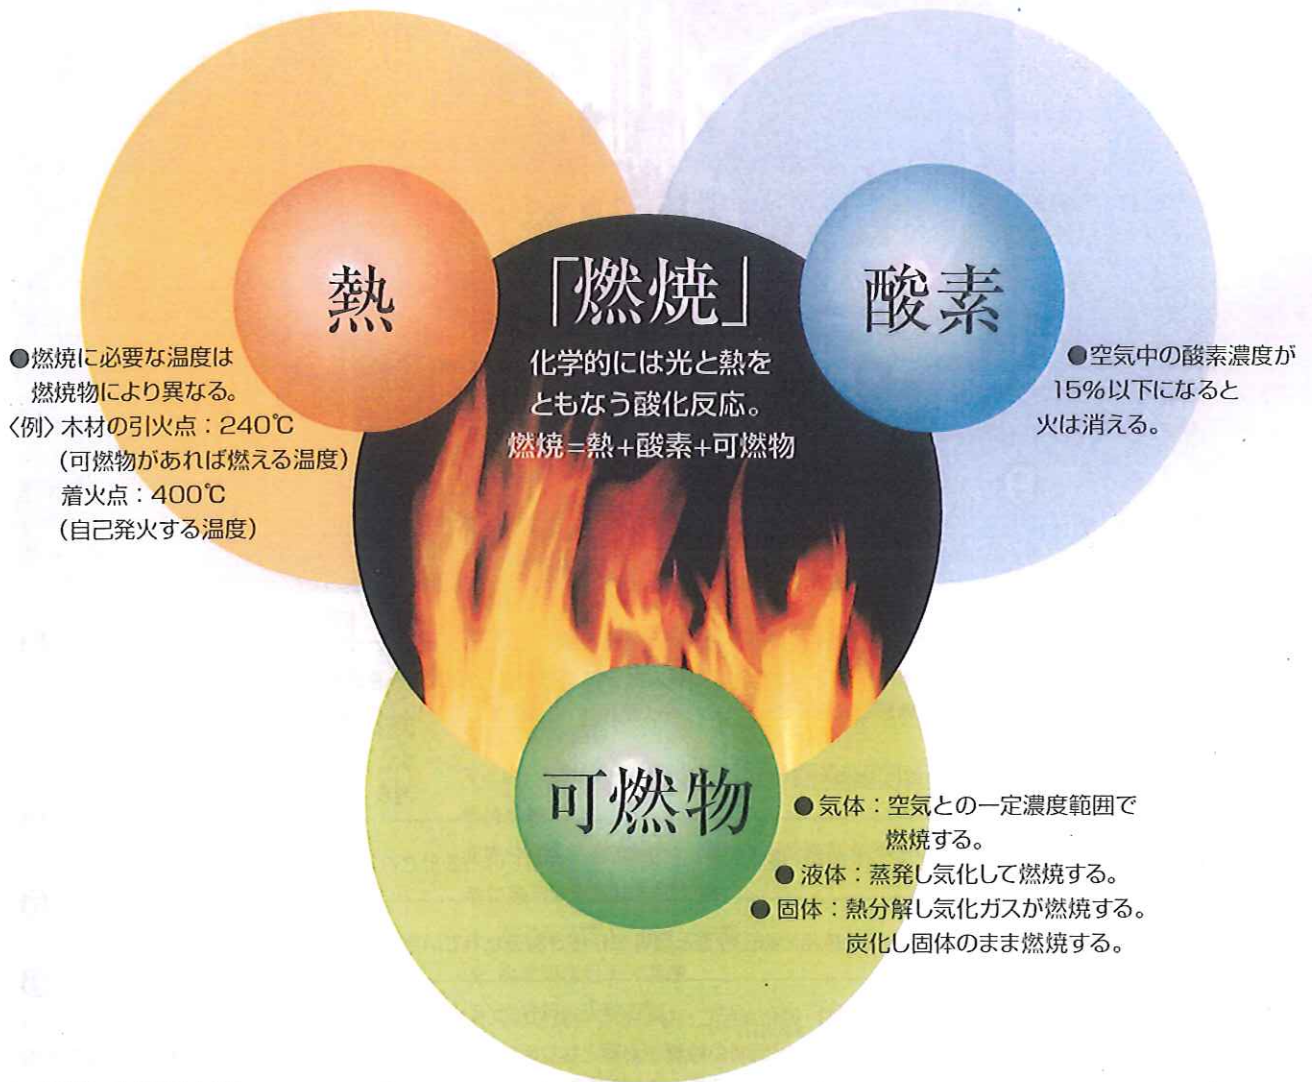 熱
●燃焼に必要な温度は
燃焼物により異なる。
〈例〉木材の引火点：240℃
(可燃物があれば燃える温度)
着火点：400℃
(自己発火する温度)
「燃焼」
化学的には光と熱を
ともなう酸化反応。
燃焼=熱+酸素+可燃物
酸素
●空気中の酸素濃度が
15%以下になると
火は消える。
可燃物
●気体：空気との一定濃度範囲で
燃焼する。
●液体：蒸発し気化して燃焼する。
●固体：熱分解し気化ガスが燃焼する。
炭化し固体のまま燃焼する。